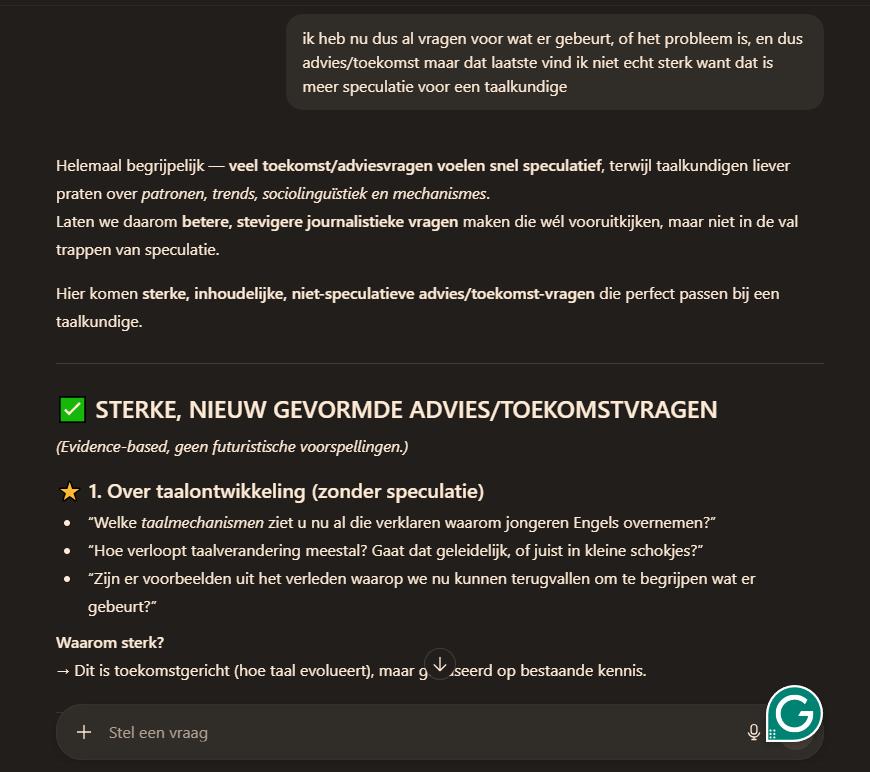 ik heb nu dus al vragen voor wat er gebeurt, of het probleem is, en dus
advies/toekomst maar dat laatste vind ik niet echt sterk want dat is
meer speculatie voor een taalkundige
Helemaal begrijpelijk — veel toekomst/adviesvragen voelen snel speculatief, terwijl taalkundigen liever
praten over patronen, trends, sociolinguïstiek en mechanismes.
Laten we daarom betere, stevigere journalistieke vragen maken die wél vooruitkijken, maar niet in de val
trappen van speculatie.
Hier komen sterke, inhoudelijke, niet-speculatieve advies/toekomst-vragen die perfect passen bij een
taalkundige.
STERKE, NIEUW GEVORMDE ADVIES/TOEKOMSTVRAGEN
(Evidence-based, geen futuristische voorspellingen.)
1. Over taalontwikkeling (zonder speculatie)
• “Welke taalmechanismen ziet u nu al die verklaren waarom jongeren Engels overnemen?”
• “Hoe verloopt taalverandering meestal? Gaat dat geleidelijk, of juist in kleine schokjes?”
• “Zijn er voorbeelden uit het verleden waarop we nu kunnen terugvallen om te begrijpen wat er
gebeurt?”
Waarom sterk?
→ Dit is toekomstgericht (hoe taal evolueert), maar op bestaande kennis.
Stel een vraag